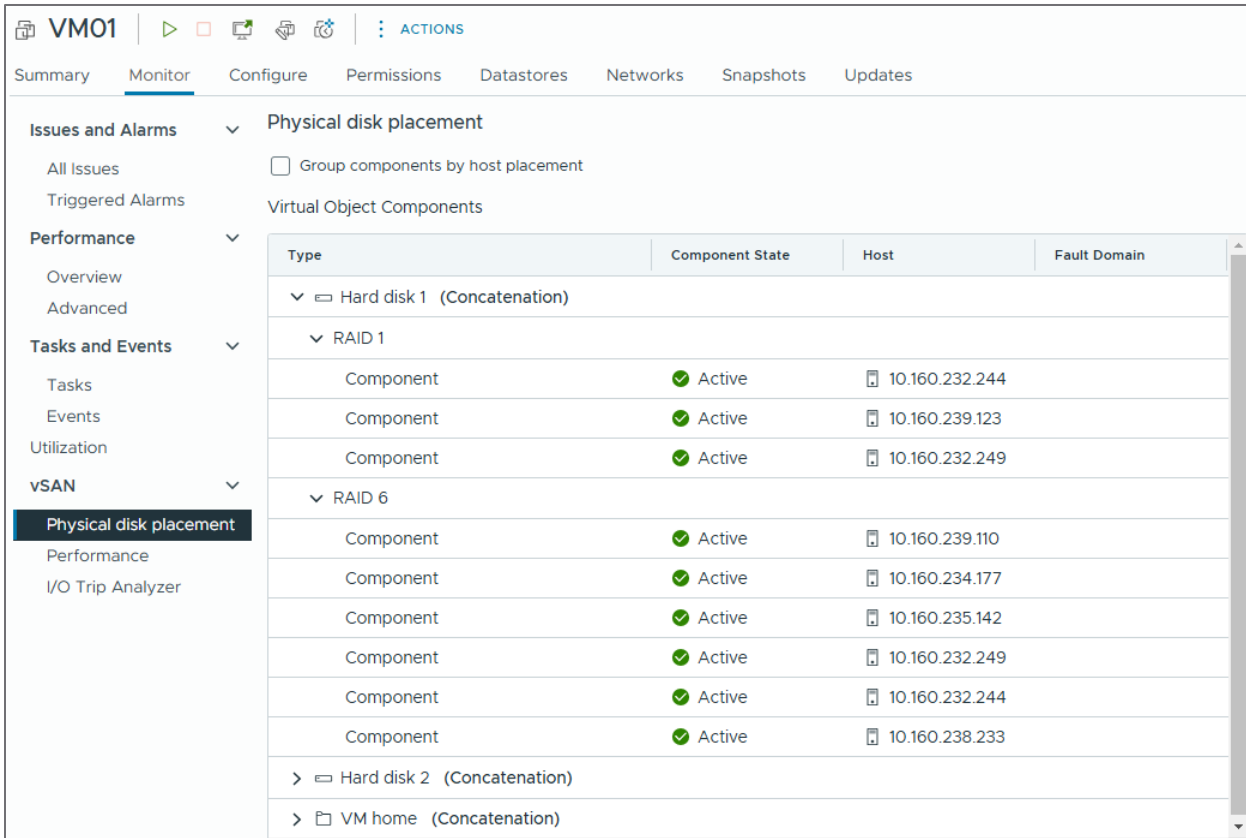 VM01 ACTIONS
Summary Monitor Configure Permissions Datastores Networks Snapshots Updates
Issues and Alarms
All Issues
Triggered Alarms
Performance
Overview
Advanced
Tasks and Events
Tasks
Events
Utilization
vSAN
Physical disk placement
Performance
I/O Trip Analyzer
Physical disk placement
Group components by host placement
Virtual Object Components
Type Component State Host Fault Domain
Hard disk 1 (Concatenation)
RAID 1
Component Active 10.160.232.244
Component Active 10.160.239.123
Component Active 10.160.232.249
RAID 6
Component Active 10.160.239.110
Component Active 10.160.234.177
Component Active 10.160.235.142
Component Active 10.160.232.249
Component Active 10.160.232.244
Component Active 10.160.238.233
Hard disk 2 (Concatenation)
VM home (Concatenation)